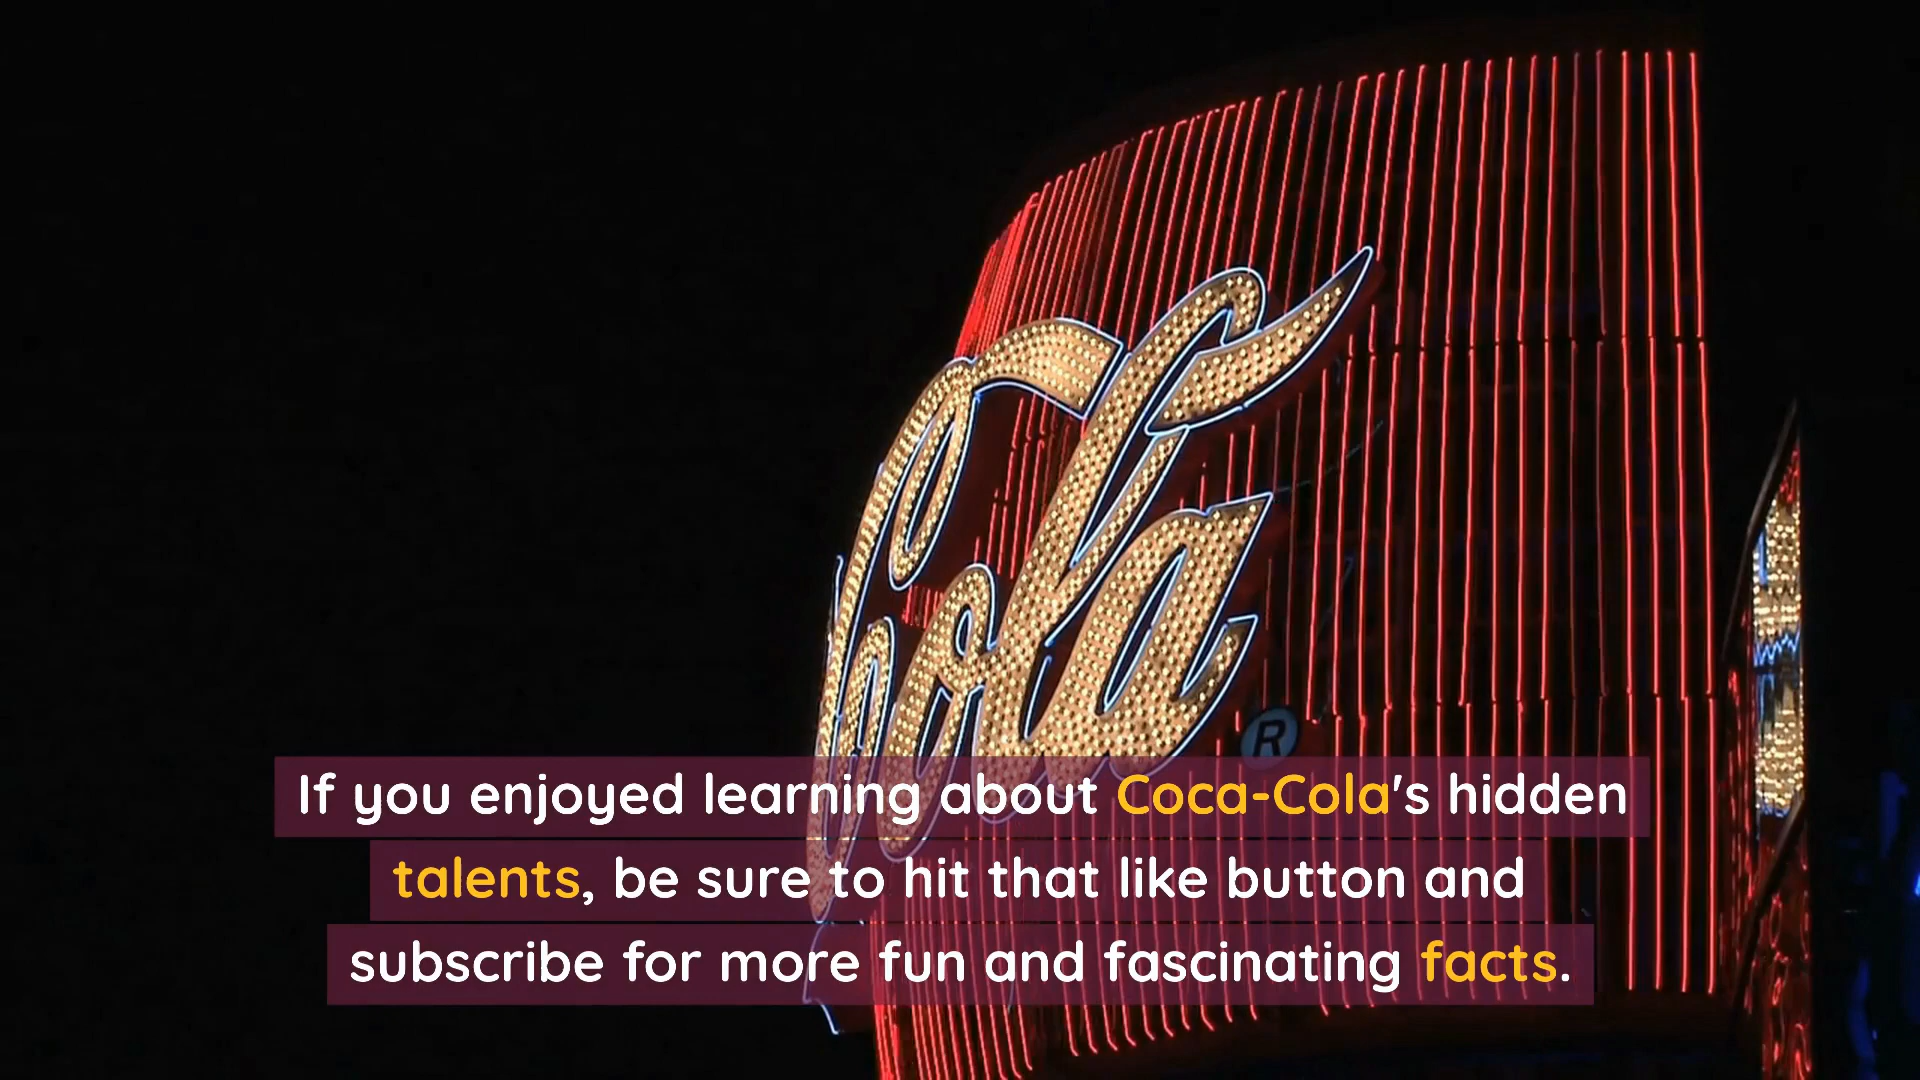 Cola
®
If you enjoyed learning about Coca-Cola's hidden
talents, be sure to hit that like button and
subscribe for more fun and fascinating facts.